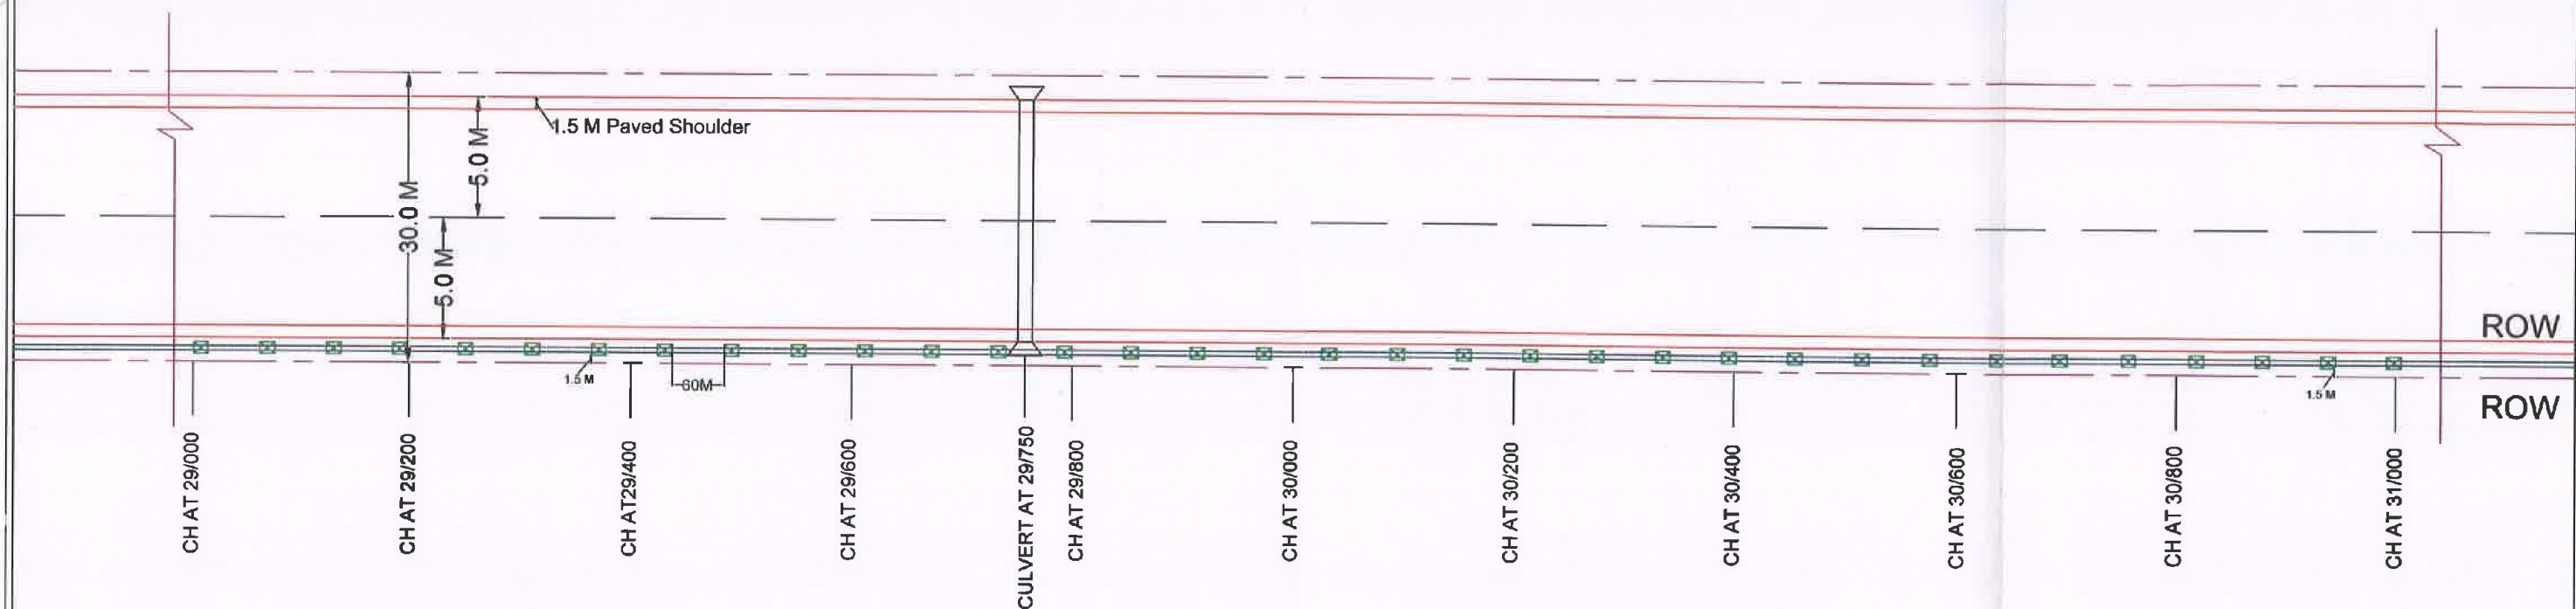 1.5 M Paved Shoulder
5.0 M
30.0 M
5.0 M
ROW
1.5 M
60M
1.5 M
ROW
CH AT 29/000
CH AT 29/200
CH AT29/400
CH AT 29/600
CULVERT AT 29/750
CH AT 29/800
CH AT 30/000
CH AT 30/200
CH AT 30/400
CH AT 30/600
CH AT 30/800
CH AT 31/000